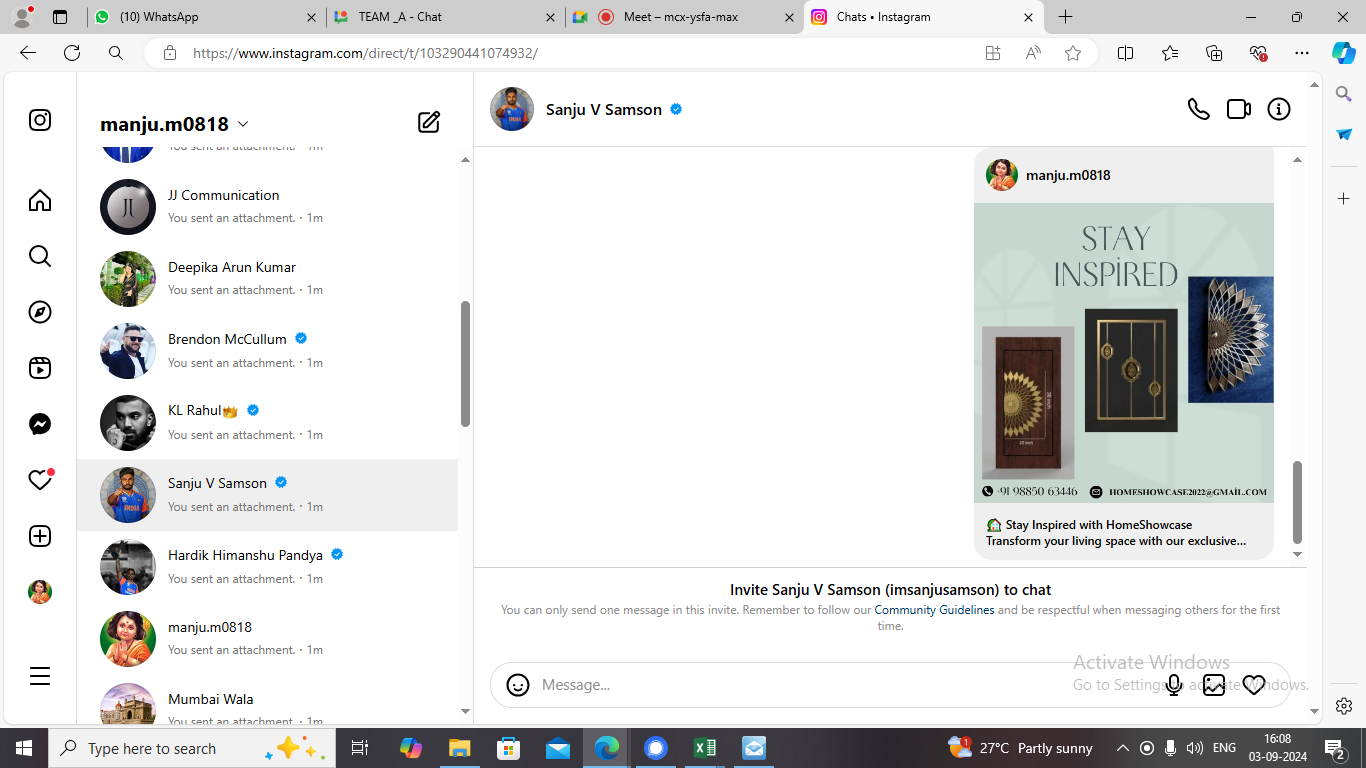 (10) WhatsApp
TEAM _A - Chat
Meet – mcx-ysfa-max
Chats • Instagram
https://www.instagram.com/direct/t/103290441074932/
manju.m0818
You sent an attachment. · 1m
JJ Communication
You sent an attachment. · 1m
Deepika Arun Kumar
You sent an attachment. · 1m
Brendon McCullum
You sent an attachment. · 1m
KL Rahul👑
You sent an attachment. · 1m
Sanju V Samson
You sent an attachment. · 1m
Hardik Himanshu Pandya
You sent an attachment. · 1m
manju.m0818
You sent an attachment. · 1m
Mumbai Wala
You sent an attachment. · 1m
Sanju V Samson
manju.m0818
STAY
INSPIRED
+91 98850 63446
HOMESHOWCASE2022@GMAIL.COM
🏡 Stay Inspired with HomeShowcase
Transform your living space with our exclusive...
Invite Sanju V Samson (imsanjusamson) to chat
You can only send one message in this invite. Remember to follow our Community Guidelines and be respectful when messaging others for the first
time.
Message...
Activate Windows
Go to Settings to activate Windows.
Type here to search
27°C Partly sunny
ENG
16:08
03-09-2024
2